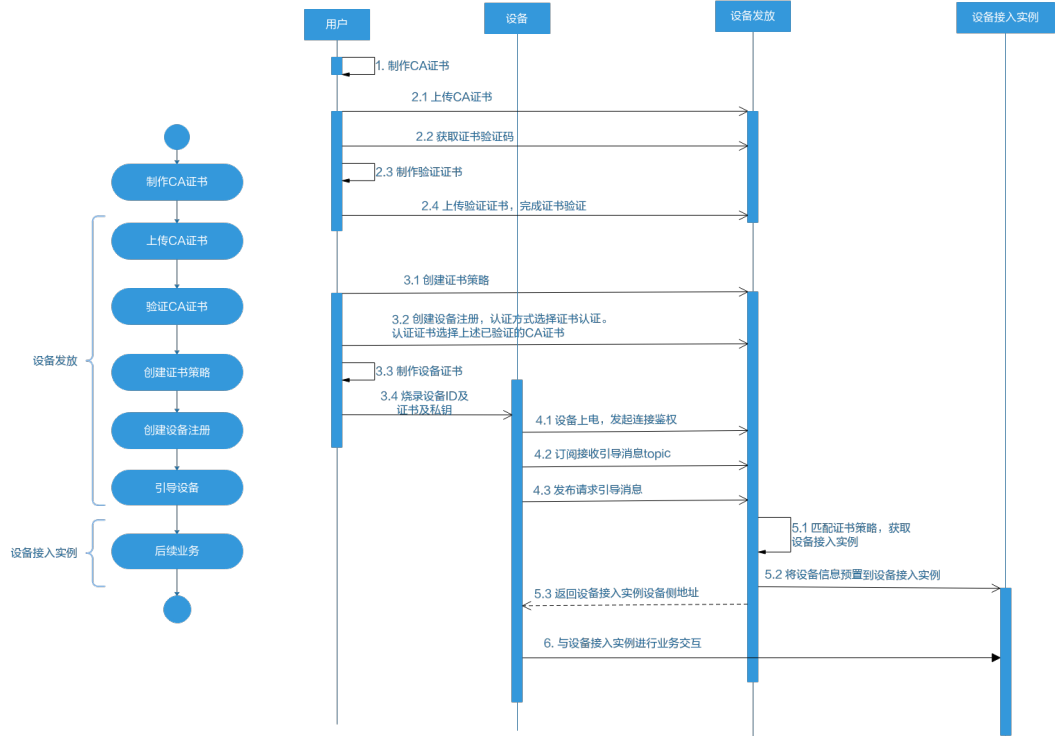 用户
设备
设备发放
设备接入实例
1. 制作CA证书
2.1 上传CA证书
2.2 获取证书验证码
2.3 制作验证证书
2.4 上传验证证书，完成证书验证
3.1 创建证书策略
3.2 创建设备注册，认证方式选择证书认证。
认证证书选择上述已验证的CA证书
3.3 制作设备证书
3.4 烧录设备ID及
证书及私钥
4.1 设备上电，发起连接鉴权
4.2 订阅接收引导消息topic
4.3 发布请求引导消息
5.1 匹配证书策略，获取
设备接入实例
5.2 将设备信息预置到设备接入实例
5.3 返回设备接入实例设备侧地址
6. 与设备接入实例进行业务交互
制作CA证书
上传CA证书
验证CA证书
设备发放
创建证书策略
创建设备注册
引导设备
设备接入实例
后续业务